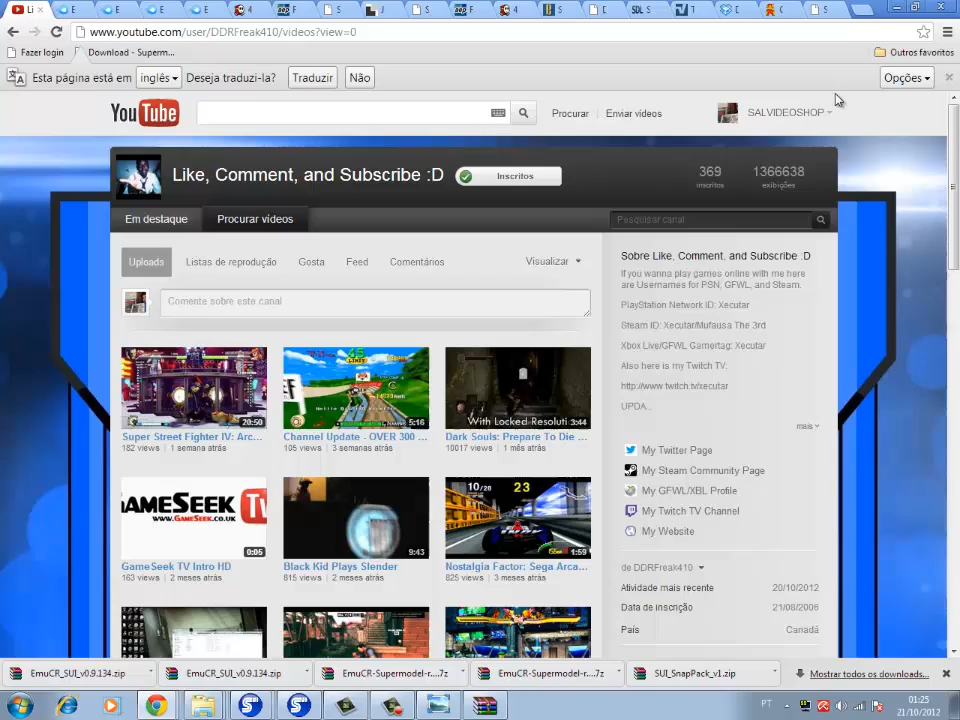 Li
E
E
E
E
4
F
S
J
S
F
4
S
D
SDL S
T
D
C
S
www.youtube.com/user/DDRFreak410/videos?view=0
Fazer login
Download - Superm...
Outros favoritos
Esta página está em
inglês
Deseja traduzi-la?
Traduzir
Não
Opções
YouTube
Procurar
Enviar vídeos
SALVIDEOSHOP
Like, Comment, and Subscribe :D
Inscritos
369
inscritos
1366638
exibições
Em destaque
Procurar vídeos
Pesquisar canal
Uploads
Listas de reprodução
Gosta
Feed
Comentários
Visualizar
Comente sobre este canal
20:50
Super Street Fighter IV: Arc...
182 views
1 semana atrás
45
5:16
Channel Update - OVER 300 ...
105 views
3 semanas atrás
With Locked Resoluti
3:44
Dark Souls: Prepare To Die ...
10017 views
1 mês atrás
GAMESEEK TV
www.GAMESEEK.CO.UK
0:05
GameSeek TV Intro HD
163 views
2 meses atrás
9:43
Black Kid Plays Slender
815 views
2 meses atrás
10/28
23
1:59
Nostalgia Factor: Sega Arca...
825 views
3 meses atrás
Sobre Like, Comment, and Subscribe :D
If you wanna play games online with me here
are Usernames for PSN, GFWL, and Steam.
PlayStation Network ID: Xecutar
Steam ID: Xecutar/Mufausa The 3rd
Xbox Live/GFWL Gamertag: Xecutar
Also here is my Twitch TV:
http://www.twitch.tv/xecutar
UPDA...
mais
My Twitter Page
My Steam Community Page
My GFWL/XBL Profile
My Twitch TV Channel
My Website
de DDRFreak410
Atividade mais recente
20/10/2012
Data de inscrição
21/08/2006
País
Canadá
EmuCR_SUI_v0.9.134.zip
EmuCR_SUI_v0.9.134.zip
EmuCR-Supermodel-r....7z
EmuCR-Supermodel-r....7z
SUI_SnapPack_v1.zip
Mostrar todos os downloads...
PT
01:25
21/10/2012